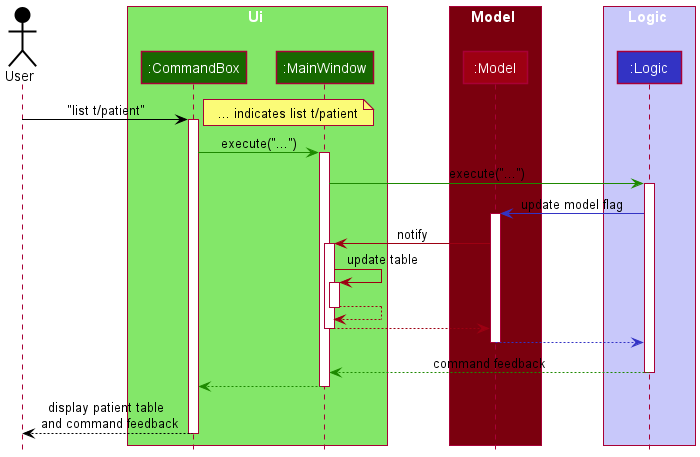 Ui
Model
Logic
:CommandBox
:MainWindow
:Model
:Logic
User
"list t/patient"
... indicates list t/patient
execute("...")
execute("...")
update model flag
notify
update table
command feedback
display patient table
and command feedback